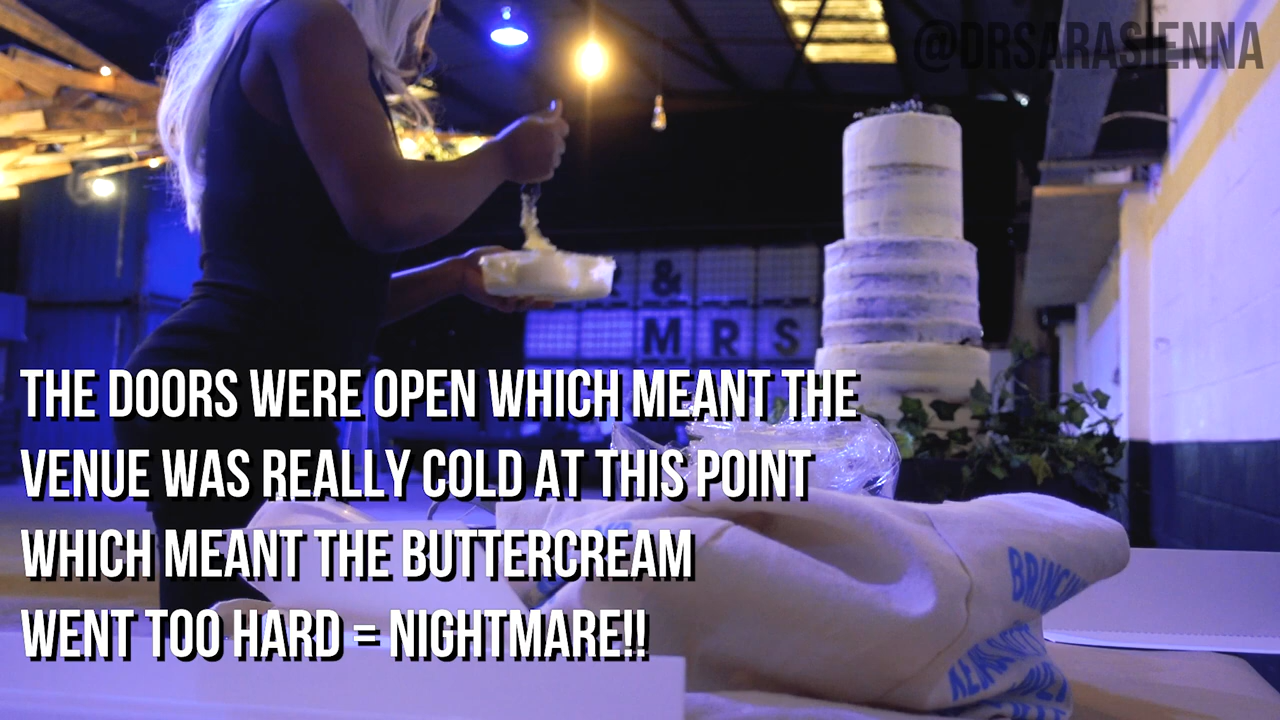 @DRSARASIENNA
& 
MRS
THE DOORS WERE OPEN WHICH MEANT THE
VENUE WAS REALLY COLD AT THIS POINT
WHICH MEANT THE BUTTERCREAM
WENT TOO HARD = NIGHTMARE!!